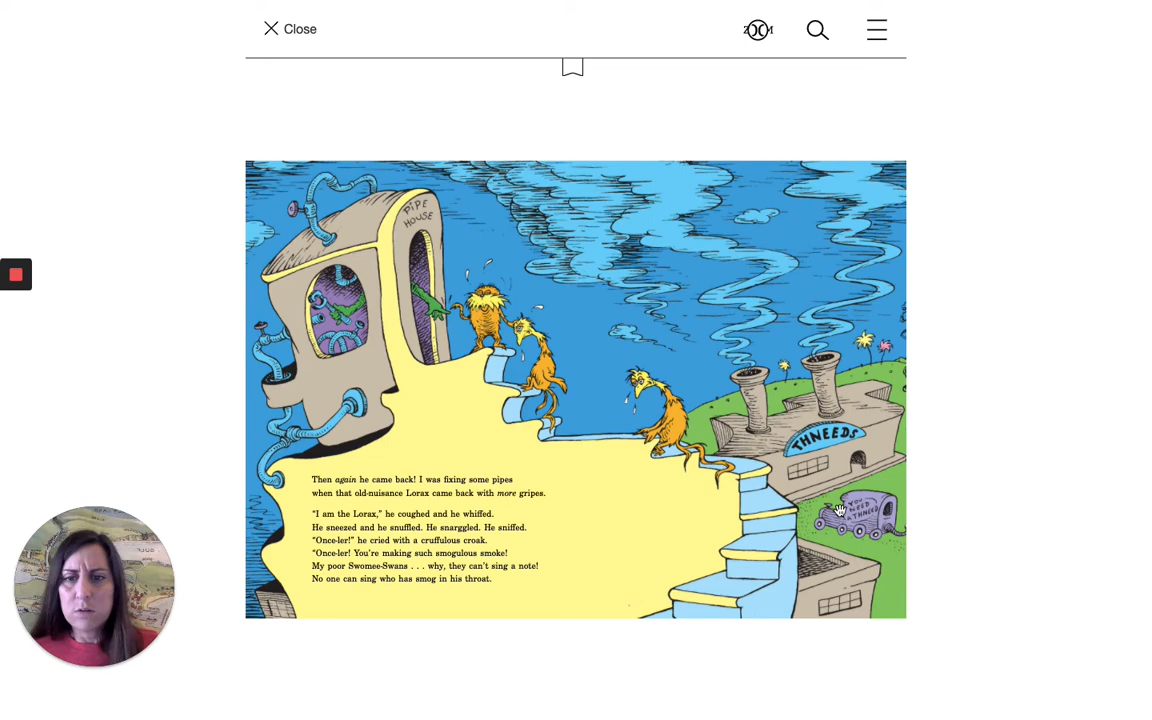 Close
PIPE
HOUSE
THNEEDS
YOU
NEED
A THNEED
Then again he came back! I was fixing some pipes
when that old-nuisance Lorax came back with more gripes.
“I am the Lorax,” he coughed and he whiffed.
He sneezed and he snuffled. He snarggled. He sniffed.
“Once-ler!” he cried with a cruffulous croak.
“Once-ler! You're making such smogulous smoke!
My poor Swomee-Swans . . . why, they can't sing a note!
No one can sing who has smog in his throat.